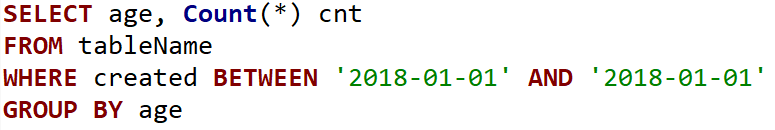 SELECT age, Count(*) cnt
FROM tableName
WHERE created BETWEEN '2018-01-01' AND '2018-01-01'
GROUP BY age